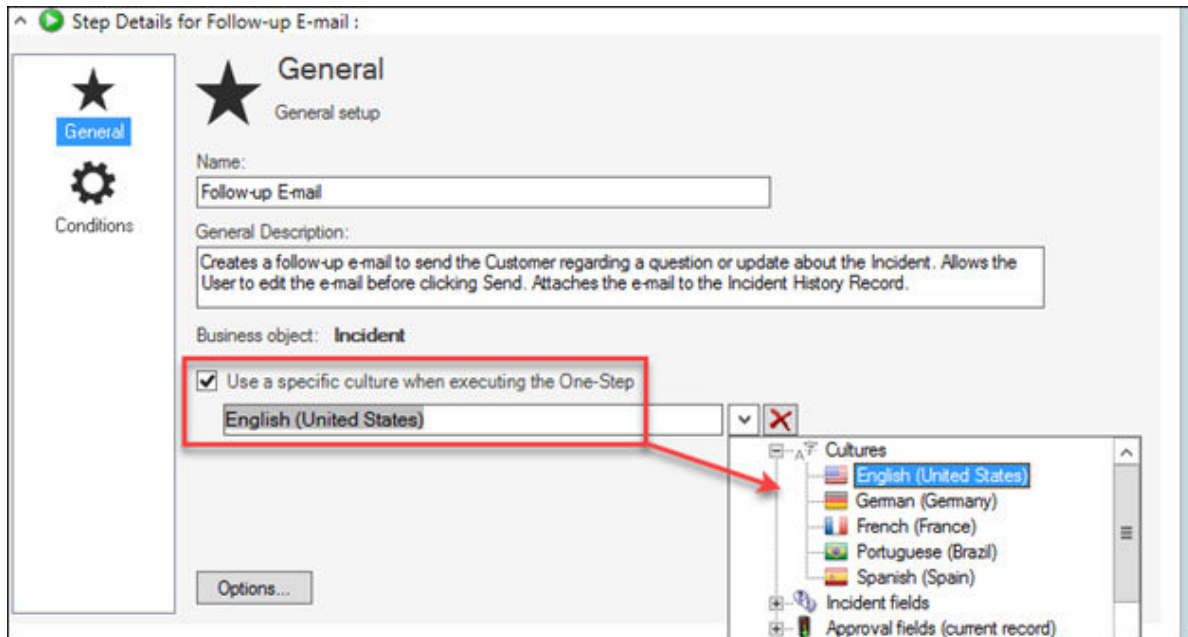 Step Details for Follow-up E-mail :
General
Conditions
General
General setup
Name:
Follow-up E-mail
General Description:
Creates a follow-up e-mail to send the Customer regarding a question or update about the Incident. Allows the
User to edit the e-mail before clicking Send. Attaches the e-mail to the Incident History Record.
Business object: Incident
Use a specific culture when executing the One-Step
English (United States)
Cultures
English (United States)
German (Germany)
French (France)
Portuguese (Brazil)
Spanish (Spain)
Incident fields
Approval fields (current record)
Options...